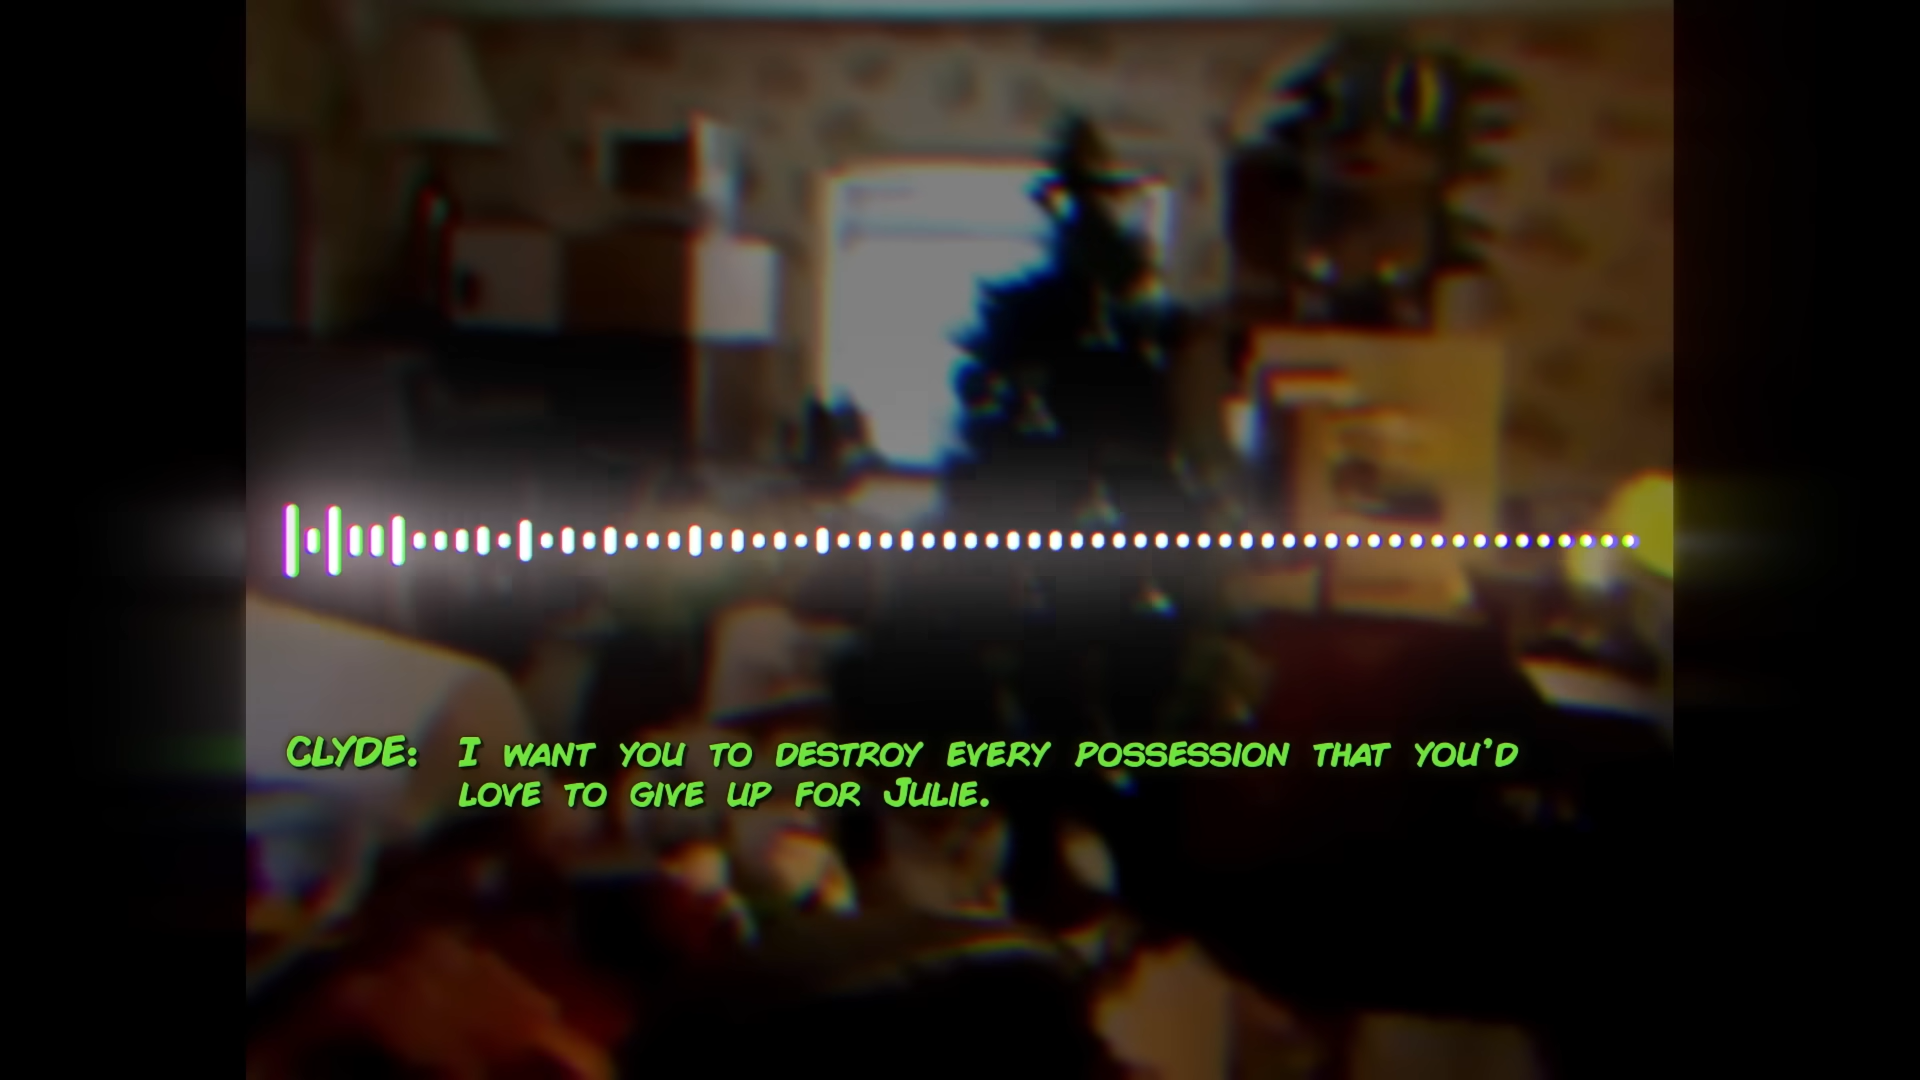 CLYDE: I WANT YOU TO DESTROY EVERY POSSESSION THAT YOU'D
LOVE TO GIVE UP FOR JULIE.